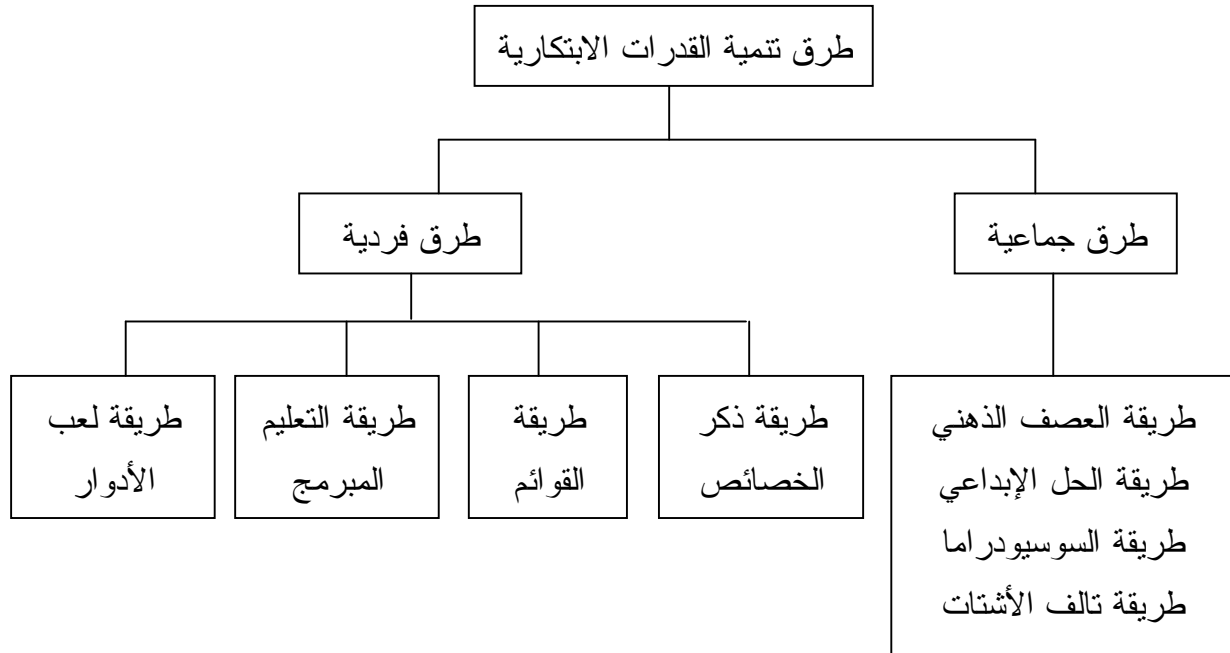 طرق تنمية القدرات الابتكارية
طرق جماعية
طرق فردية
طريقة العصف الذهني
طريقة الحل الإبداعي
طريقة السوسيودراما
طريقة تالف الأشتات
طريقة ذكر
الخصائص
طريقة
القوائم
طريقة التعليم
المبرمج
طريقة لعب
الأدوار